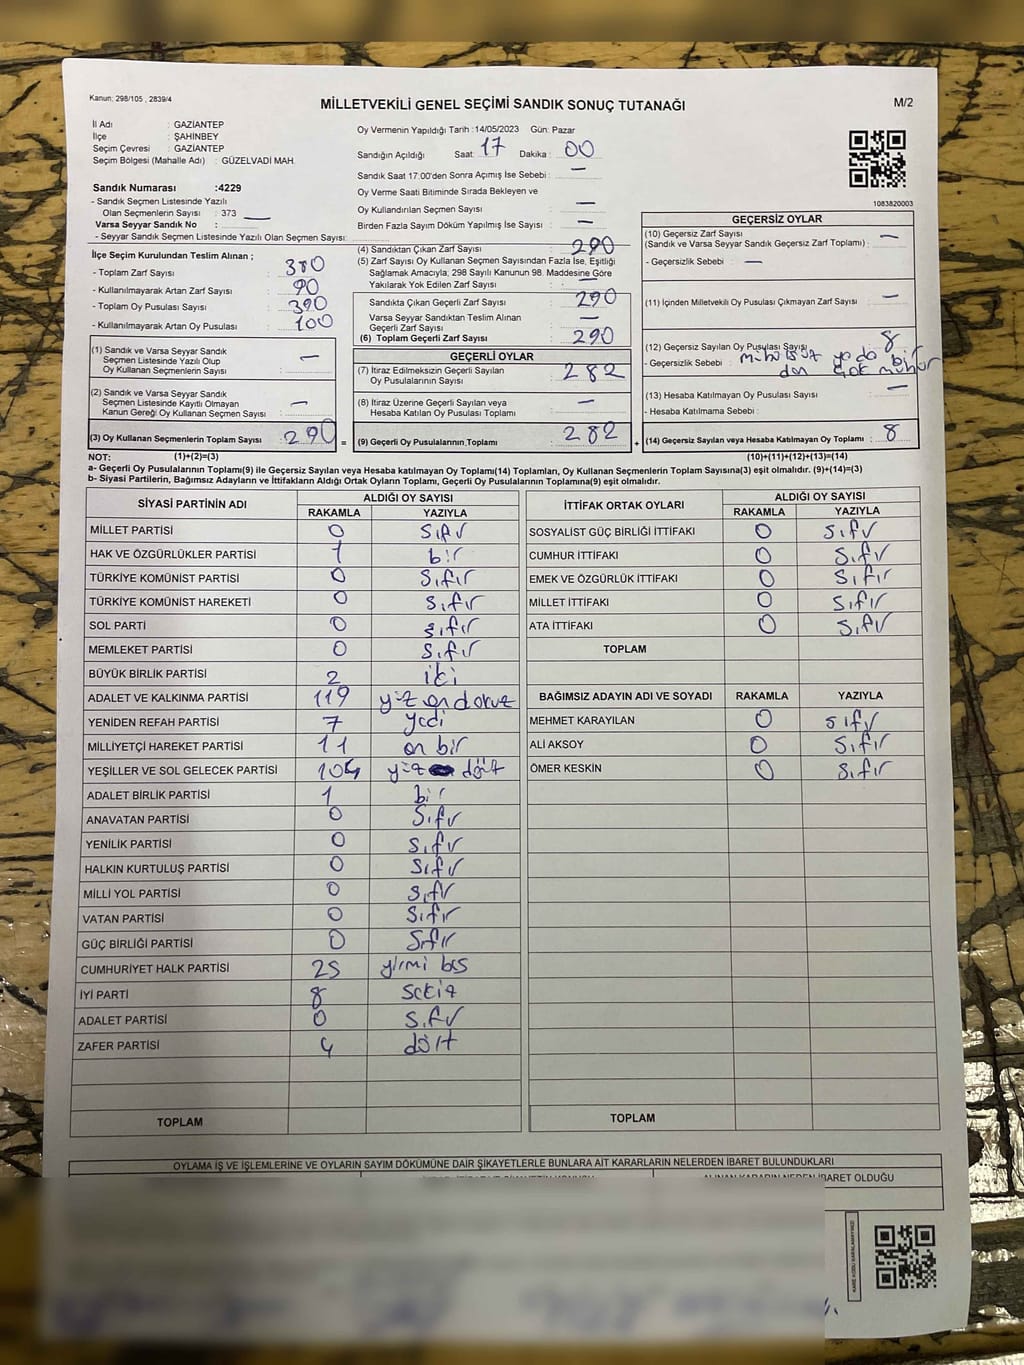 Kanun: 298/105 , 2839/4
MİLLETVEKİLİ GENEL SEÇİMİ SANDIK SONUÇ TUTANAĞI
M/2
İl Adı : GAZİANTEP
İlçe : ŞAHİNBEY
Seçim Çevresi : GAZİANTEP
Seçim Bölgesi (Mahalle Adı) : GÜZELVADİ MAH.
Sandık Numarası :4229
- Sandık Seçmen Listesinde Yazılı
Olan Seçmenlerin Sayısı : 373 —
Varsa Seyyar Sandık No : —
- Seyyar Sandık Seçmen Listesinde Yazılı Olan Seçmen Sayısı:
Oy Vermenin Yapıldığı Tarih :14/05/2023 Gün: Pazar
Sandığın Açıldığı Saat: 17 Dakika : 00
Sandık Saat 17:00'den Sonra Açımış İse Sebebi : —
Oy Verme Saati Bitiminde Sırada Bekleyen ve
Oy Kullandırılan Seçmen Sayısı : —
Birden Fazla Sayım Döküm Yapılmış İse Sayısı : —
1083820003
İlçe Seçim Kurulundan Teslim Alınan ;
- Toplam Zarf Sayısı : 380
- Kullanılmayarak Artan Zarf Sayısı : 90
- Toplam Oy Pusulası Sayısı : 390
- Kullanılmayarak Artan Oy Pusulası : 100
(4) Sandıktan Çıkan Zarf Sayısı : 290
(5) Zarf Sayısı Oy Kullanan Seçmen Sayısından Fazla İse, Eşitliği
Sağlamak Amacıyla; 298 Sayılı Kanunun 98. Maddesine Göre
Yakılarak Yok Edilen Zarf Sayısı : —
Sandıkta Çıkan Geçerli Zarf Sayısı : 290
Varsa Seyyar Sandıktan Teslim Alınan
Geçerli Zarf Sayısı : —
(6) Toplam Geçerli Zarf Sayısı : 290
GEÇERSİZ OYLAR
(10) Geçersiz Zarf Sayısı
(Sandık ve Varsa Seyyar Sandık Geçersiz Zarf Toplamı) : —
- Geçersizlik Sebebi : —
(11) İçinden Milletvekili Oy Pusulası Çıkmayan Zarf Sayısı : —
(12) Geçersiz Sayılan Oy Pusulası Sayısı : 8
- Geçersizlik Sebebi : mühürsüz ya da bir
den çok mühür
(13) Hesaba Katılmayan Oy Pusulası Sayısı : —
- Hesaba Katılmama Sebebi :
(14) Geçersiz Sayılan veya Hesaba Katılmayan Oy Toplamı : 8
(1) Sandık ve Varsa Seyyar Sandık
Seçmen Listesinde Yazılı Olup
Oy Kullanan Seçmenlerin Sayısı : —
(2) Sandık ve Varsa Seyyar Sandık
Seçmen Listesinde Kayıtlı Olmayan
Kanun Gereği Oy Kullanan Seçmen Sayısı : —
(3) Oy Kullanan Seçmenlerin Toplam Sayısı : 290 =
GEÇERLİ OYLAR
(7) İtiraz Edilmeksizin Geçerli Sayılan
Oy Pusulalarının Sayısı : 282
(8) İtiraz Üzerine Geçerli Sayılan veya
Hesaba Katılan Oy Pusulası Toplamı : —
(9) Geçerli Oy Pusulalarının Toplamı : 282 +
NOT: (1)+(2)=(3) (10)+(11)+(12)+(13)=(14)
a- Geçerli Oy Pusulalarının Toplamı(9) ile Geçersiz Sayılan veya Hesaba katılmayan Oy Toplamı(14) Toplamları, Oy Kullanan Seçmenlerin Toplam Sayısına(3) eşit olmalıdır. (9)+(14)=(3)
b- Siyasi Partilerin, Bağımsız Adayların ve İttifakların Aldığı Ortak Oyların Toplamı, Geçerli Oy Pusulalarının Toplamına(9) eşit olmalıdır.
SİYASİ PARTİNİN ADI ALDIĞI OY SAYISI
RAKAMLA YAZIYLA
MİLLET PARTİSİ 0 sıfır
HAK VE ÖZGÜRLÜKLER PARTİSİ 1 bir
TÜRKİYE KOMÜNİST PARTİSİ 0 sıfır
TÜRKİYE KOMÜNİST HAREKETİ 0 sıfır
SOL PARTİ 0 sıfır
MEMLEKET PARTİSİ 0 sıfır
BÜYÜK BİRLİK PARTİSİ 2 iki
ADALET VE KALKINMA PARTİSİ 119 yüz on dokuz
YENİDEN REFAH PARTİSİ 7 yedi
MİLLİYETÇİ HAREKET PARTİSİ 11 on bir
YEŞİLLER VE SOL GELECEK PARTİSİ 104 yüz dört
ADALET BİRLİK PARTİSİ 1 bir
ANAVATAN PARTİSİ 0 sıfır
YENİLİK PARTİSİ 0 sıfır
HALKIN KURTULUŞ PARTİSİ 0 sıfır
MİLLİ YOL PARTİSİ 0 sıfır
VATAN PARTİSİ 0 sıfır
GÜÇ BİRLİĞİ PARTİSİ 0 sıfır
CUMHURİYET HALK PARTİSİ 25 yirmi beş
İYİ PARTİ 8 sekiz
ADALET PARTİSİ 0 sıfır
ZAFER PARTİSİ 4 dört
TOPLAM
İTTİFAK ORTAK OYLARI ALDIĞI OY SAYISI
RAKAMLA YAZIYLA
SOSYALİST GÜÇ BİRLİĞİ İTTİFAKI 0 sıfır
CUMHUR İTTİFAKI 0 sıfır
EMEK VE ÖZGÜRLÜK İTTİFAKI 0 sıfır
MİLLET İTTİFAKI 0 sıfır
ATA İTTİFAKI 0 sıfır
TOPLAM
BAĞIMSIZ ADAYIN ADI VE SOYADI RAKAMLA YAZIYLA
MEHMET KARAYILAN 0 sıfır
ALİ AKSOY 0 sıfır
ÖMER KESKİN 0 sıfır
TOPLAM
OYLAMA İŞ VE İŞLEMLERİNE VE OYLARIN SAYIM DÖKÜMÜNE DAİR ŞİKAYETLERLE BUNLARA AİT KARARLARIN NELERDEN İBARET BULUNDUKLARI
ALINAN KARARIN NEDEN İBARET OLDUĞU
KARE KODU KARALAMAYINIZ!